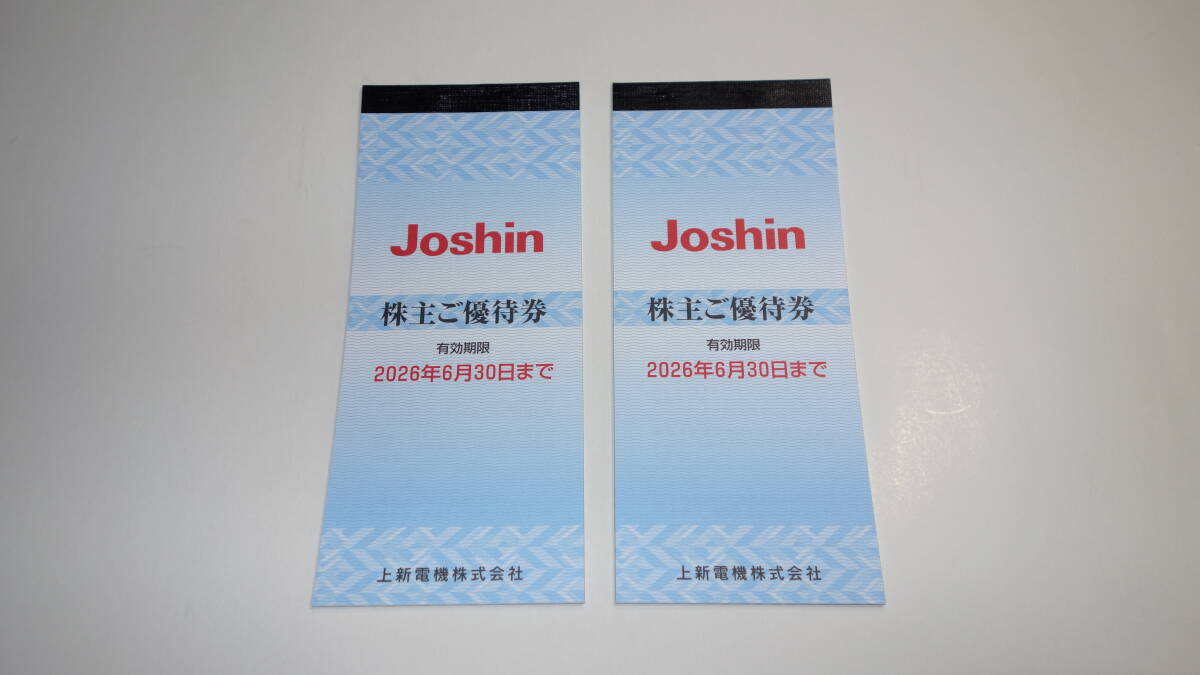 Joshin
株主ご優待券
有効期限
2026年6月30日まで
上新電機株式会社
Joshin
株主ご優待券
有効期限
2026年6月30日まで
上新電機株式会社